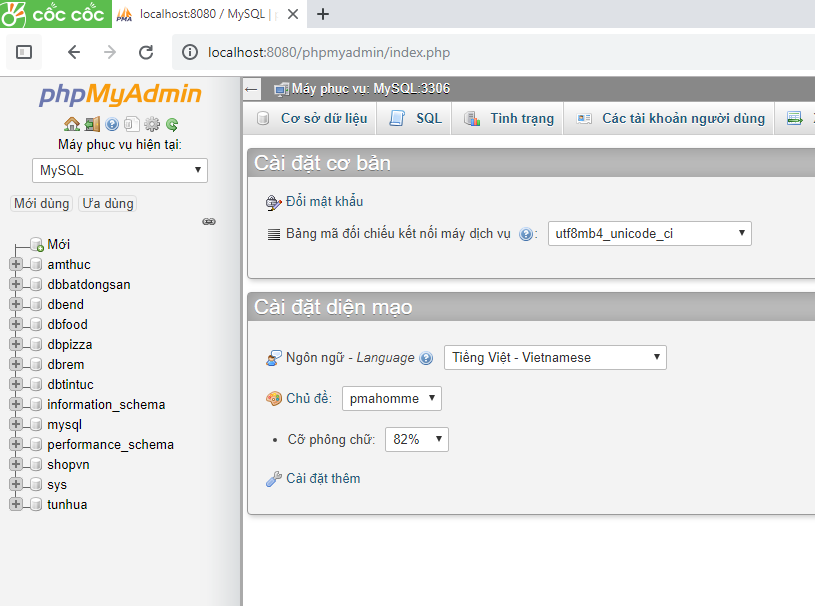 cốc cốc
localhost:8080 / MySQL |
localhost:8080/phpmyadmin/index.php
phpMyAdmin
Máy phục vụ hiện tại:
MySQL
Mới dùng Ưa dùng
Mới
amthuc
dbbatdongsan
dbend
dbfood
dbpizza
dbrem
dbtintuc
information_schema
mysql
performance_schema
shopvn
sys
tunhua
Máy phục vụ: MySQL:3306
Cơ sở dữ liệu SQL Tình trạng Các tài khoản người dùng
Cài đặt cơ bản
Đổi mật khẩu
Bảng mã đối chiếu kết nối máy dịch vụ : utf8mb4_unicode_ci
Cài đặt diện mạo
Ngôn ngữ - Language Tiếng Việt - Vietnamese
Chủ đề: pmahomme
• Cỡ phông chữ: 82%
Cài đặt thêm